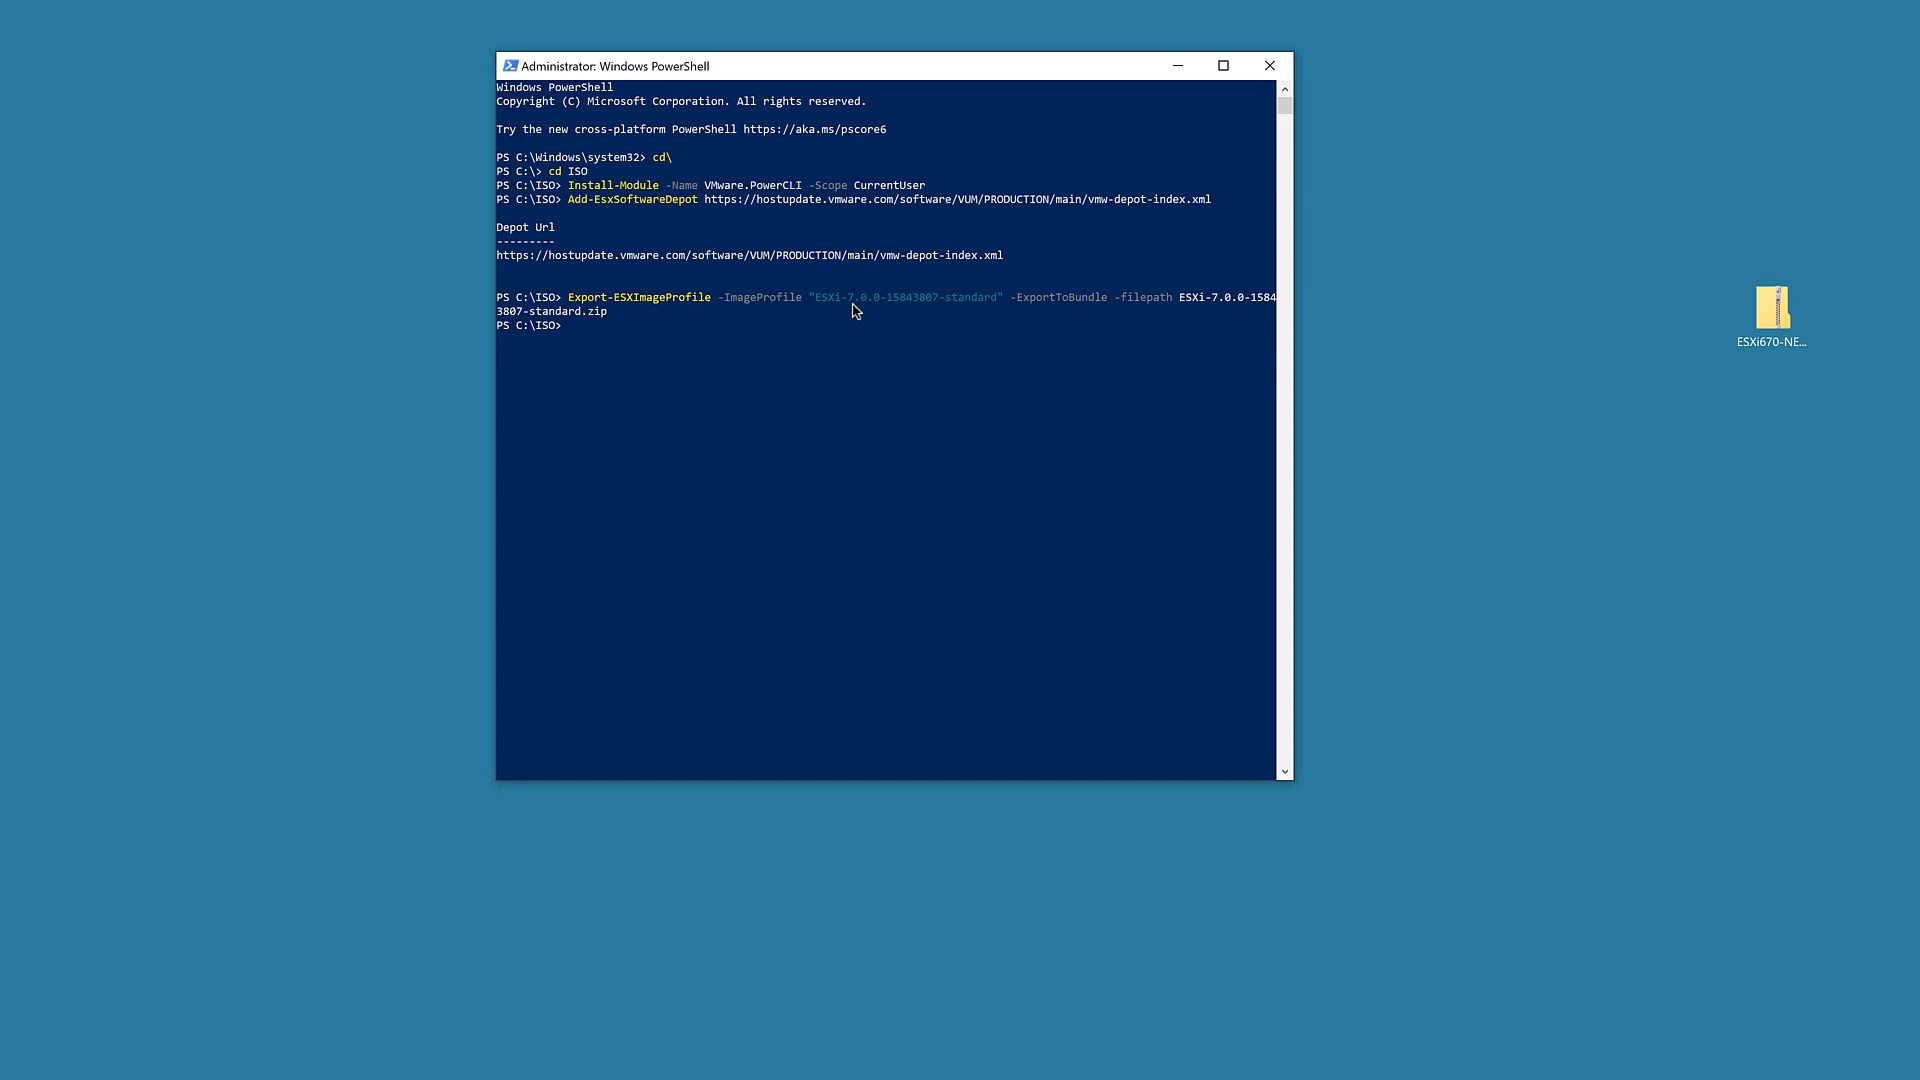 Administrator: Windows PowerShell
Windows PowerShell
Copyright (C) Microsoft Corporation. All rights reserved.
Try the new cross-platform PowerShell https://aka.ms/pscore6
PS C:\Windows\system32> cd\
PS C:\> cd ISO
PS C:\ISO> Install-Module -Name VMware.PowerCLI -Scope CurrentUser
PS C:\ISO> Add-EsxSoftwareDepot https://hostupdate.vmware.com/software/VUM/PRODUCTION/main/vmw-depot-index.xml
Depot Url
---------
https://hostupdate.vmware.com/software/VUM/PRODUCTION/main/vmw-depot-index.xml
PS C:\ISO> Export-ESXImageProfile -ImageProfile "ESXi-7.0.0-15843807-standard" -ExportToBundle -filepath ESXi-7.0.0-1584
3807-standard.zip
PS C:\ISO>
ESXi670-NE...